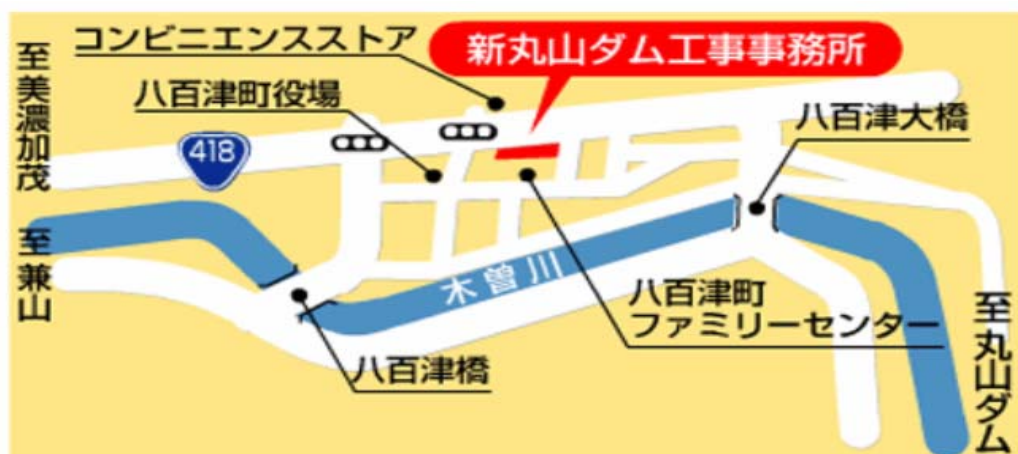 コンビニエンスストア
新丸山ダム工事事務所
至美濃加茂
八百津町役場
八百津大橋
418
至兼山
木曽川
八百津町
ファミリーセンター
八百津橋
至丸山ダム